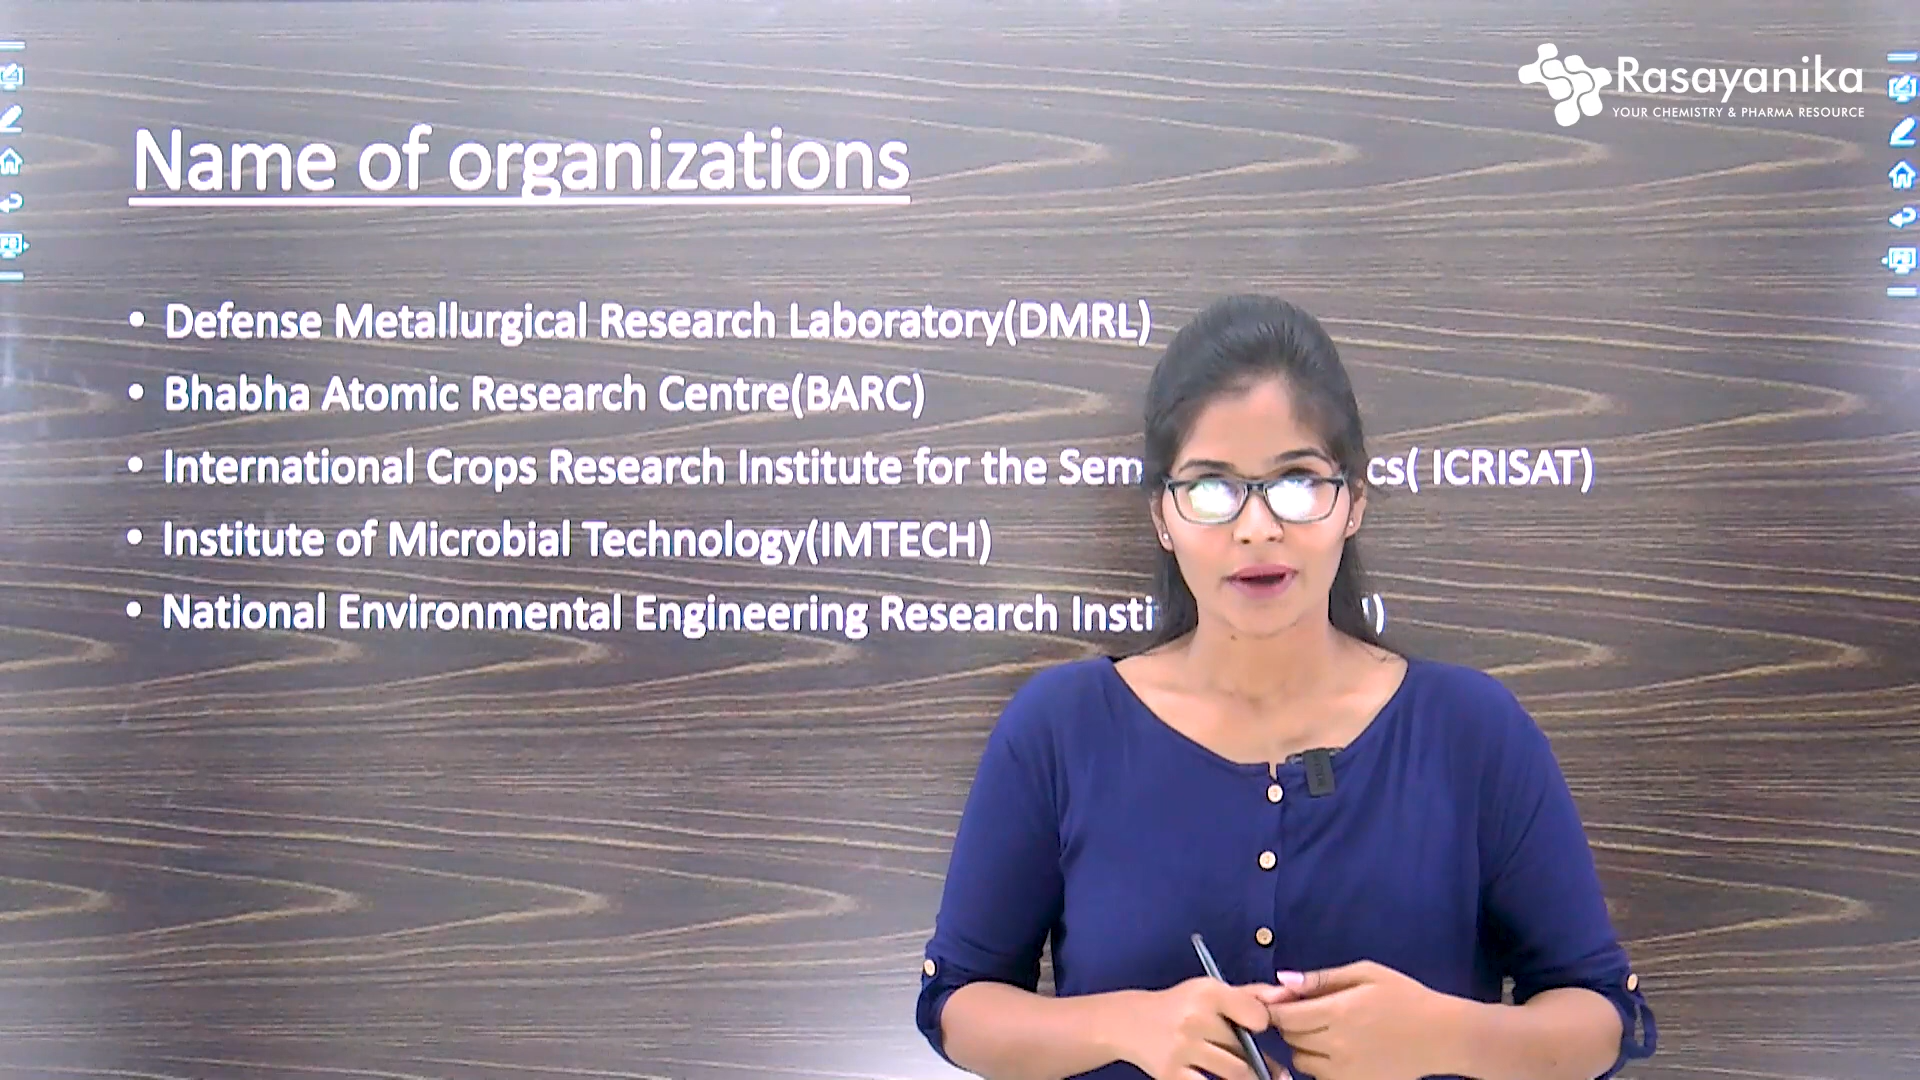 Rasayanika
YOUR CHEMISTRY & PHARMA RESOURCE
Name of organizations
• Defense Metallurgical Research Laboratory(DMRL)
• Bhabha Atomic Research Centre(BARC)
• International Crops Research Institute for the Sem cs( ICRISAT)
• Institute of Microbial Technology(IMTECH)
• National Environmental Engineering Research Insti )